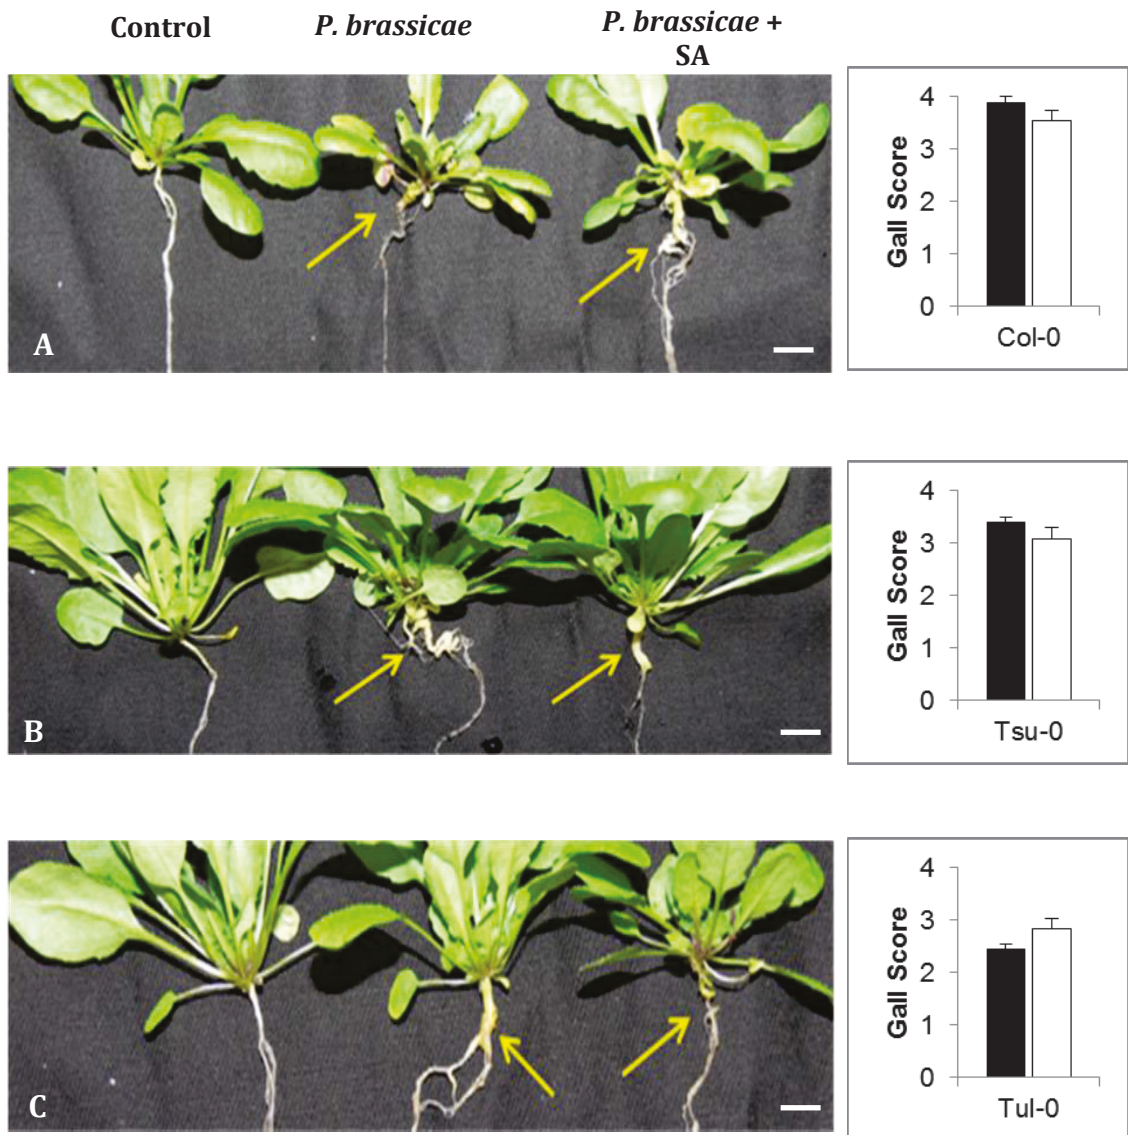 Control
P. brassicae
P. brassicae +
SA
A
4
3
2
1
0
Gall Score
Col-0
B
4
3
2
1
0
Gall Score
Tsu-0
C
4
3
2
1
0
Gall Score
Tul-0